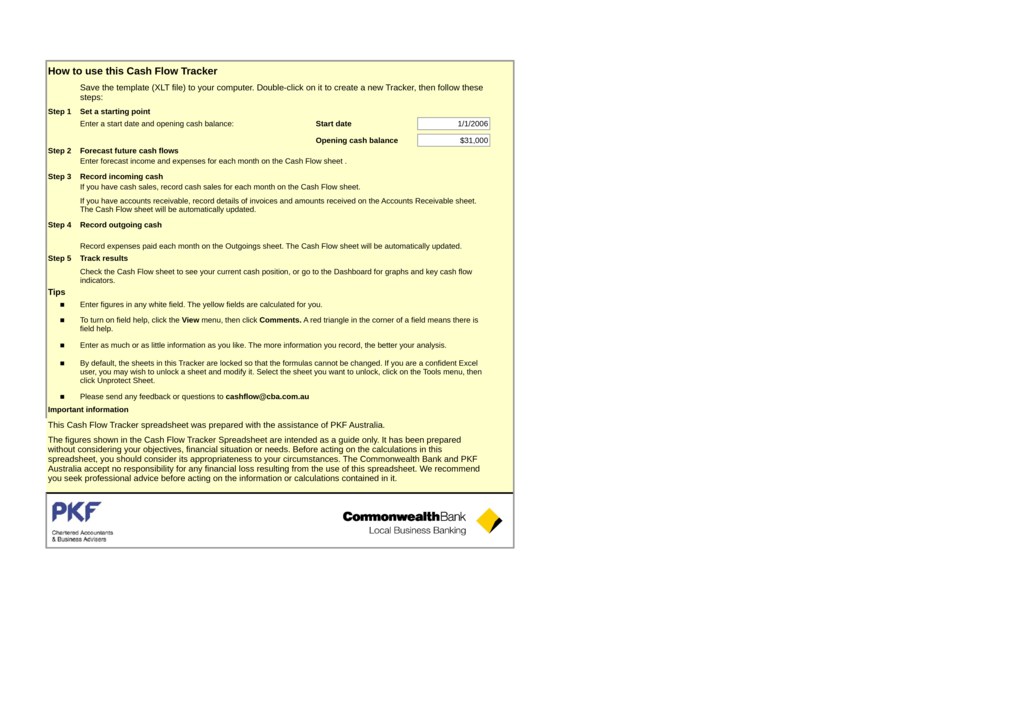 How to use this Cash Flow Tracker
Save the template (XLT file) to your computer. Double-click on it to create a new Tracker, then follow these
steps:
Step 1 Set a starting point
Enter a start date and opening cash balance: Start date 1/1/2006
Opening cash balance $31,000
Step 2 Forecast future cash flows
Enter forecast income and expenses for each month on the Cash Flow sheet .
Step 3 Record incoming cash
If you have cash sales, record cash sales for each month on the Cash Flow sheet.
If you have accounts receivable, record details of invoices and amounts received on the Accounts Receivable sheet.
The Cash Flow sheet will be automatically updated.
Step 4 Record outgoing cash
Record expenses paid each month on the Outgoings sheet. The Cash Flow sheet will be automatically updated.
Step 5 Track results
Check the Cash Flow sheet to see your current cash position, or go to the Dashboard for graphs and key cash flow
indicators.
Tips
■ Enter figures in any white field. The yellow fields are calculated for you.
■ To turn on field help, click the View menu, then click Comments. A red triangle in the corner of a field means there is
field help.
■ Enter as much or as little information as you like. The more information you record, the better your analysis.
■ By default, the sheets in this Tracker are locked so that the formulas cannot be changed. If you are a confident Excel
user, you may wish to unlock a sheet and modify it. Select the sheet you want to unlock, click on the Tools menu, then
click Unprotect Sheet.
■ Please send any feedback or questions to cashflow@cba.com.au
Important information
This Cash Flow Tracker spreadsheet was prepared with the assistance of PKF Australia.
The figures shown in the Cash Flow Tracker Spreadsheet are intended as a guide only. It has been prepared
without considering your objectives, financial situation or needs. Before acting on the calculations in this
spreadsheet, you should consider its appropriateness to your circumstances. The Commonwealth Bank and PKF
Australia accept no responsibility for any financial loss resulting from the use of this spreadsheet. We recommend
you seek professional advice before acting on the information or calculations contained in it.
PKF
Chartered Accountants
& Business Advisers
CommonwealthBank
Local Business Banking